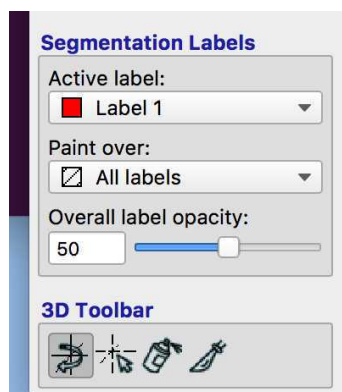 Segmentation Labels
Active label:
Label 1
Paint over:
All labels
Overall label opacity:
50
3D Toolbar